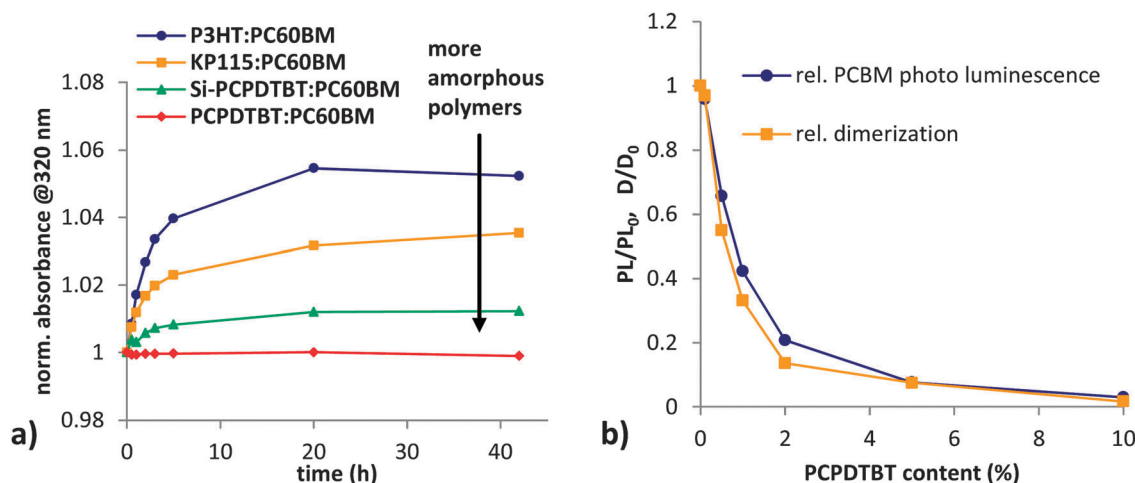 P3HT:PC60BM
KP115:PC60BM
Si-PCPDTBT:PC60BM
PCPDTBT:PC60BM
more
amorphous
polymers
1.08
1.06
1.04
1.02
1
0.98
norm. absorbance @320 nm
0
10
20
30
40
time (h)
a)
1.2
1
0.8
0.6
0.4
0.2
0
PL/PL0, D/D0
rel. PCBM photo luminescence
rel. dimerization
0
2
4
6
8
10
PCPDTBT content (%)
b)